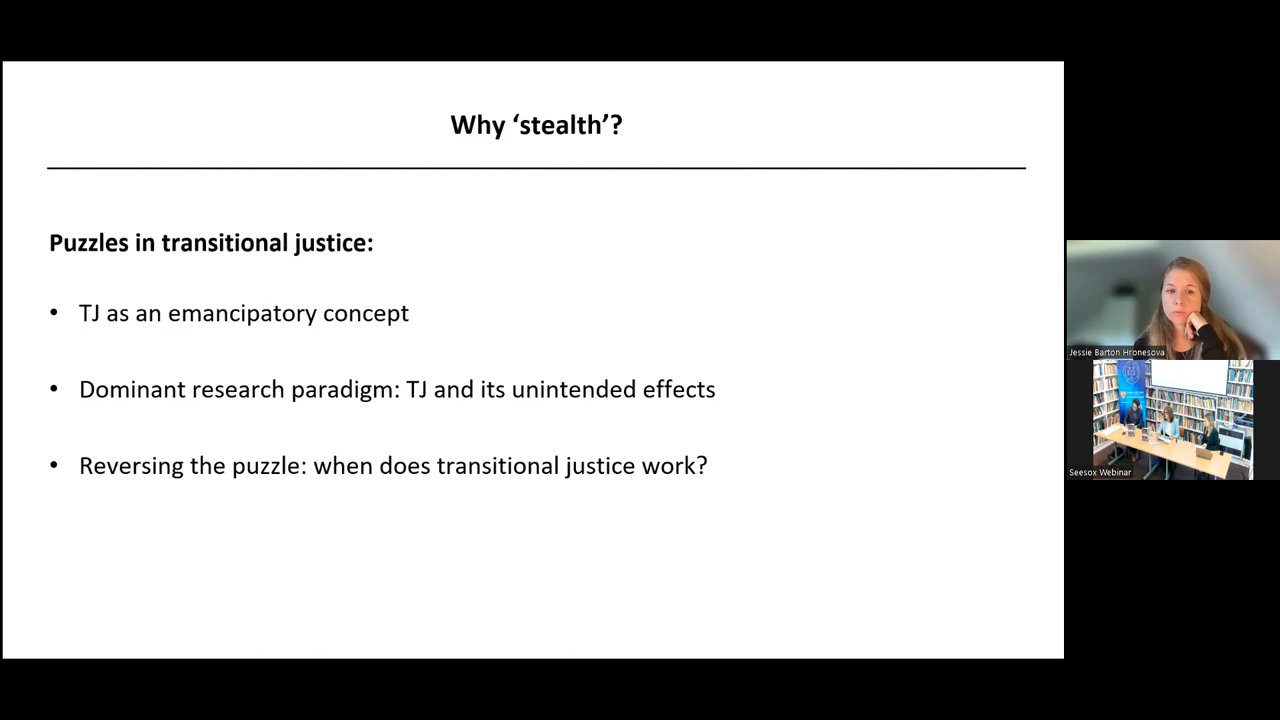 Why ‘stealth’?
Puzzles in transitional justice:
• TJ as an emancipatory concept
• Dominant research paradigm: TJ and its unintended effects
• Reversing the puzzle: when does transitional justice work?
Jessie Barton Hronesova
Seesox Webinar